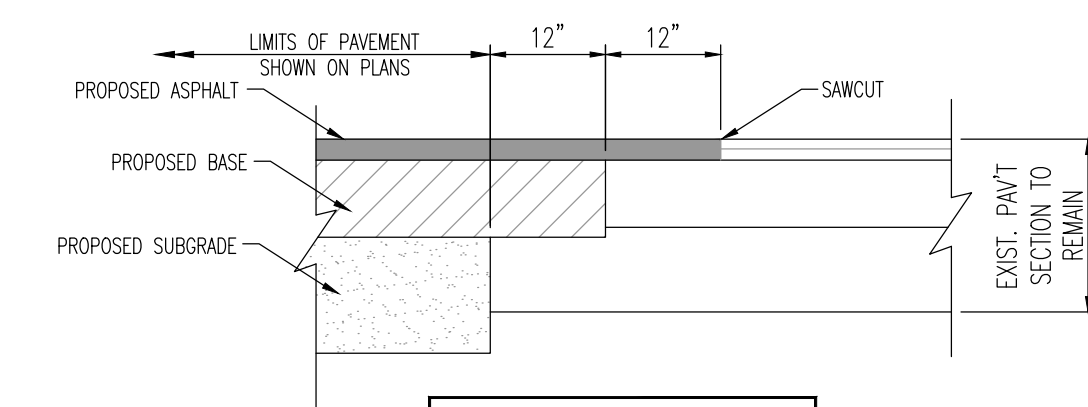 LIMITS OF PAVEMENT
SHOWN ON PLANS
12”
12”
PROPOSED ASPHALT
SAWCUT
PROPOSED BASE
PROPOSED SUBGRADE
EXIST. PAV'T
SECTION TO
REMAIN